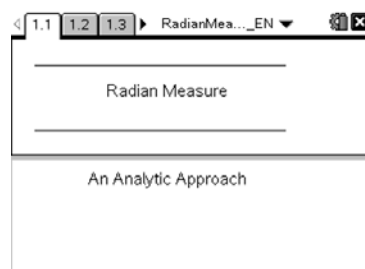 1.1 1.2 1.3 RadianMea..._EN
Radian Measure
An Analytic Approach